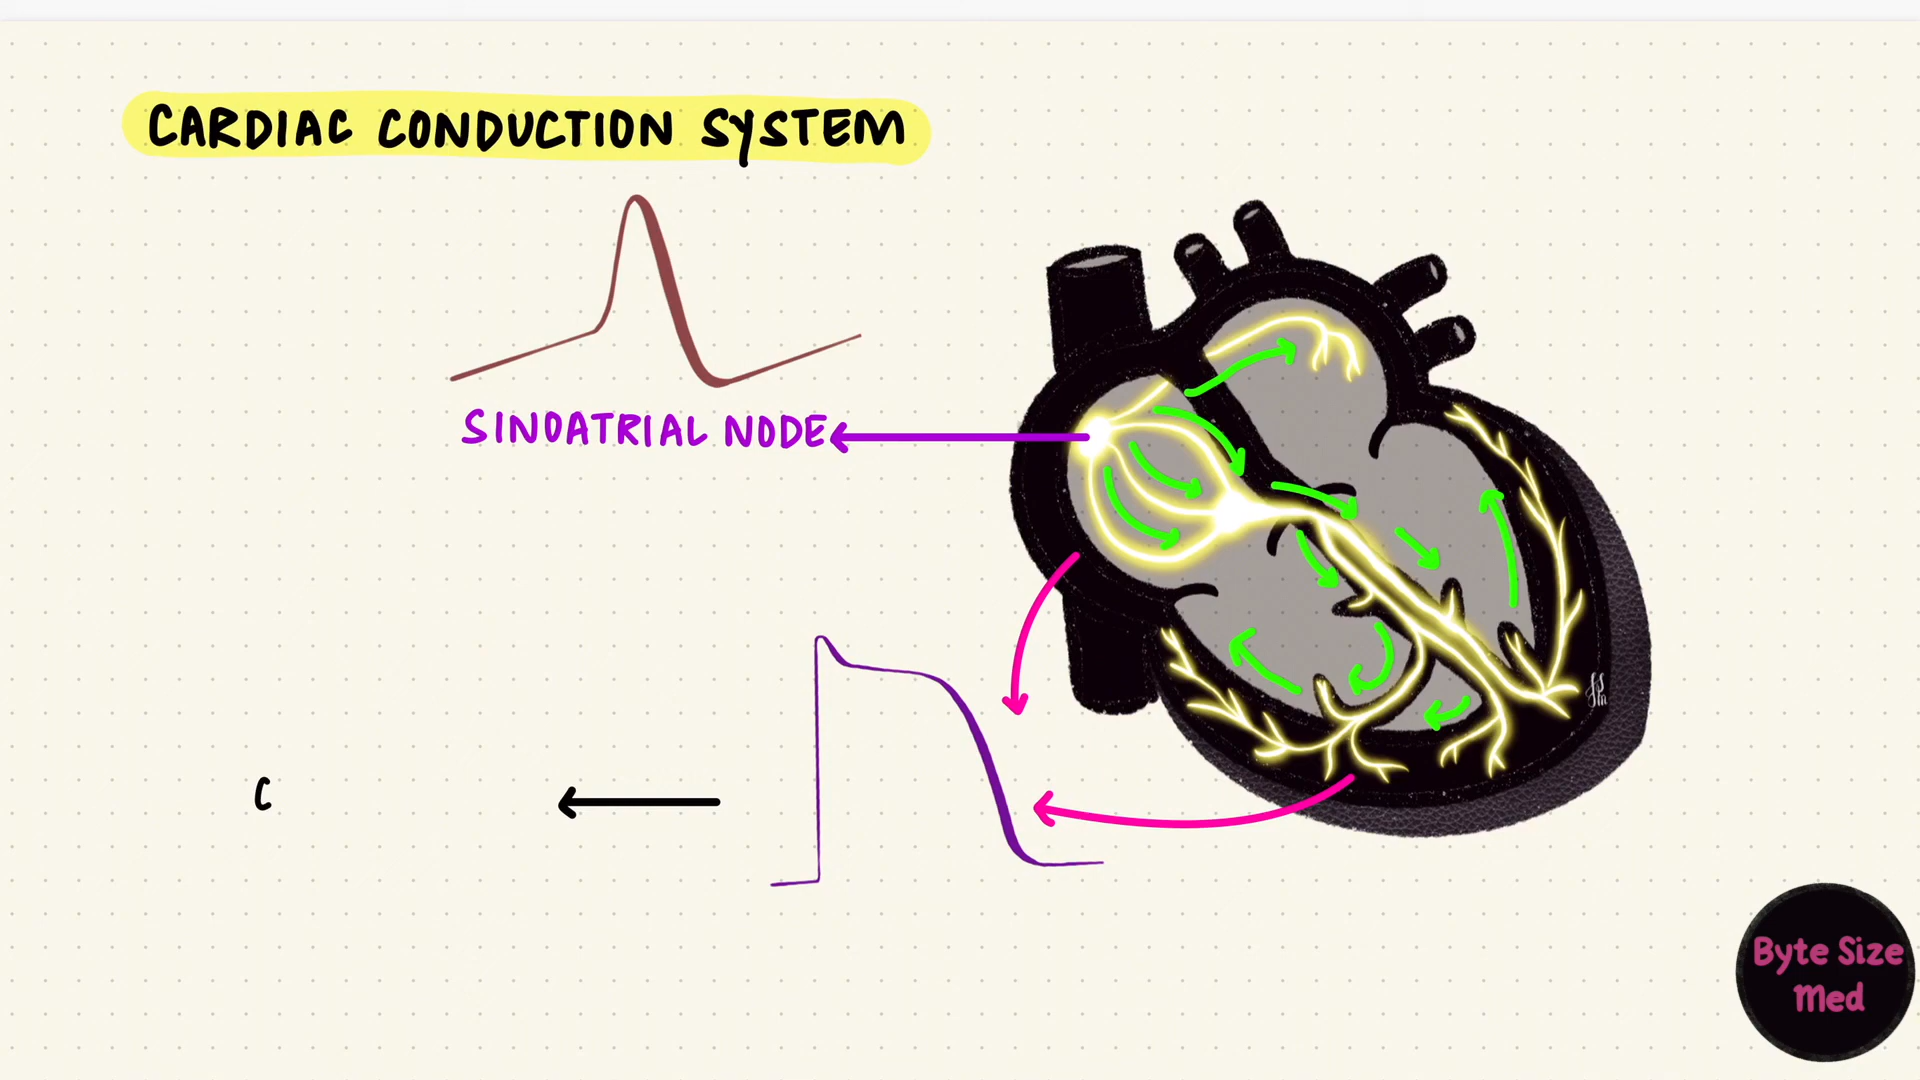 CARDIAC CONDUCTION SYSTEM
SINOATRIAL NODE
C
Byte Size
Med